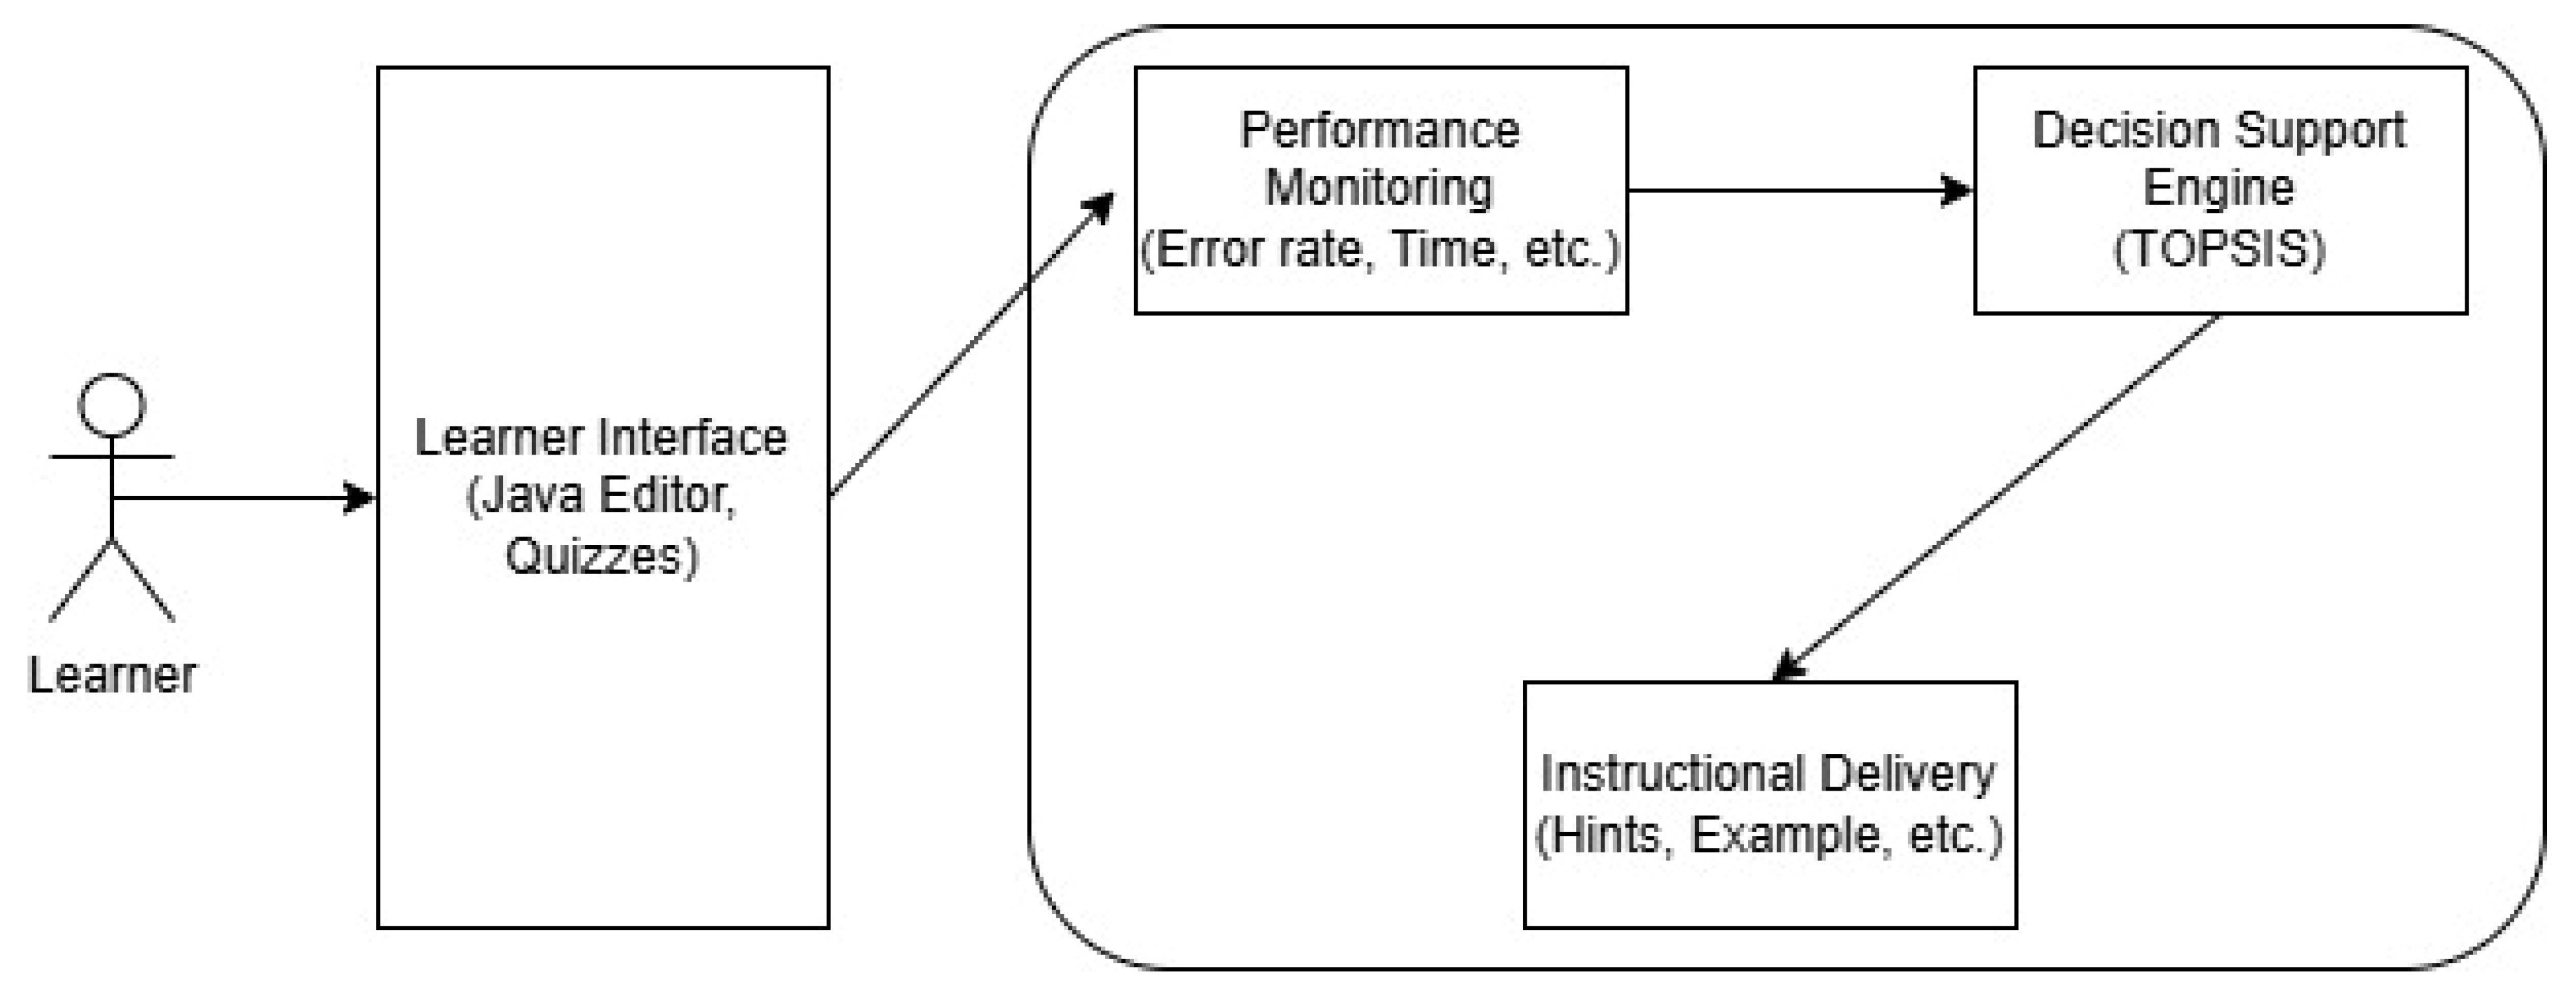 Learner
Learner Interface
(Java Editor,
Quizzes)
Performance
Monitoring
(Error rate, Time, etc.)
Decision Support
Engine
(TOPSIS)
Instructional Delivery
(Hints, Example, etc.)